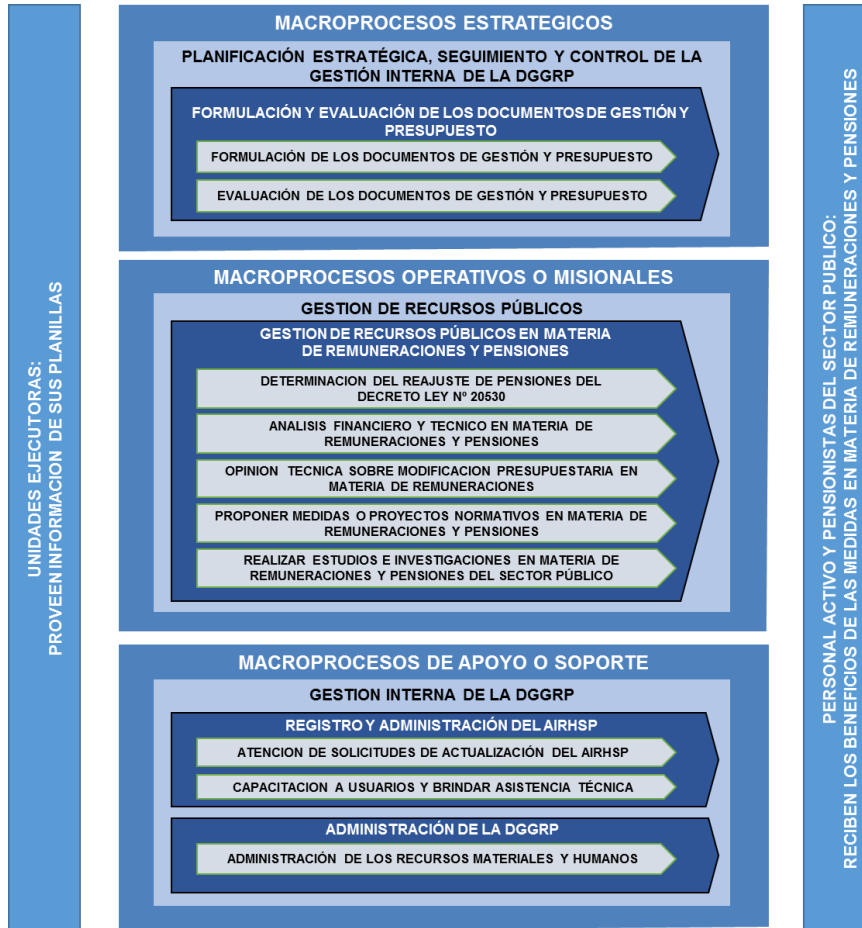 UNIDADES EJECUTORAS:
PROVEEN INFORMACION DE SUS PLANILLAS
MACROPROCESOS ESTRATEGICOS
PLANIFICACIÓN ESTRATÉGICA, SEGUIMIENTO Y CONTROL DE LA
GESTIÓN INTERNA DE LA DGGRP
FORMULACIÓN Y EVALUACIÓN DE LOS DOCUMENTOS DE GESTIÓN Y
PRESUPUESTO
FORMULACIÓN DE LOS DOCUMENTOS DE GESTIÓN Y PRESUPUESTO
EVALUACIÓN DE LOS DOCUMENTOS DE GESTIÓN Y PRESUPUESTO
MACROPROCESOS OPERATIVOS O MISIONALES
GESTION DE RECURSOS PÚBLICOS
GESTION DE RECURSOS PÚBLICOS EN MATERIA
DE REMUNERACIONES Y PENSIONES
DETERMINACION DEL REAJUSTE DE PENSIONES DEL
DECRETO LEY Nº 20530
ANALISIS FINANCIERO Y TECNICO EN MATERIA DE
REMUNERACIONES Y PENSIONES
OPINION TECNICA SOBRE MODIFICACION PRESUPUESTARIA EN
MATERIA DE REMUNERACIONES
PROPONER MEDIDAS O PROYECTOS NORMATIVOS EN MATERIA DE
REMUNERACIONES Y PENSIONES
REALIZAR ESTUDIOS E INVESTIGACIONES EN MATERIA DE
REMUNERACIONES Y PENSIONES DEL SECTOR PÚBLICO
MACROPROCESOS DE APOYO O SOPORTE
GESTION INTERNA DE LA DGGRP
REGISTRO Y ADMINISTRACIÓN DEL AIRHSP
ATENCION DE SOLICITUDES DE ACTUALIZACIÓN DEL AIRHSP
CAPACITACION A USUARIOS Y BRINDAR ASISTENCIA TÉCNICA
ADMINISTRACIÓN DE LA DGGRP
ADMINISTRACIÓN DE LOS RECURSOS MATERIALES Y HUMANOS
PERSONAL ACTIVO Y PENSIONISTAS DEL SECTOR PUBLICO:
RECIBEN LOS BENEFICIOS DE LAS MEDIDAS EN MATERIA DE REMUNERACIONES Y PENSIONES